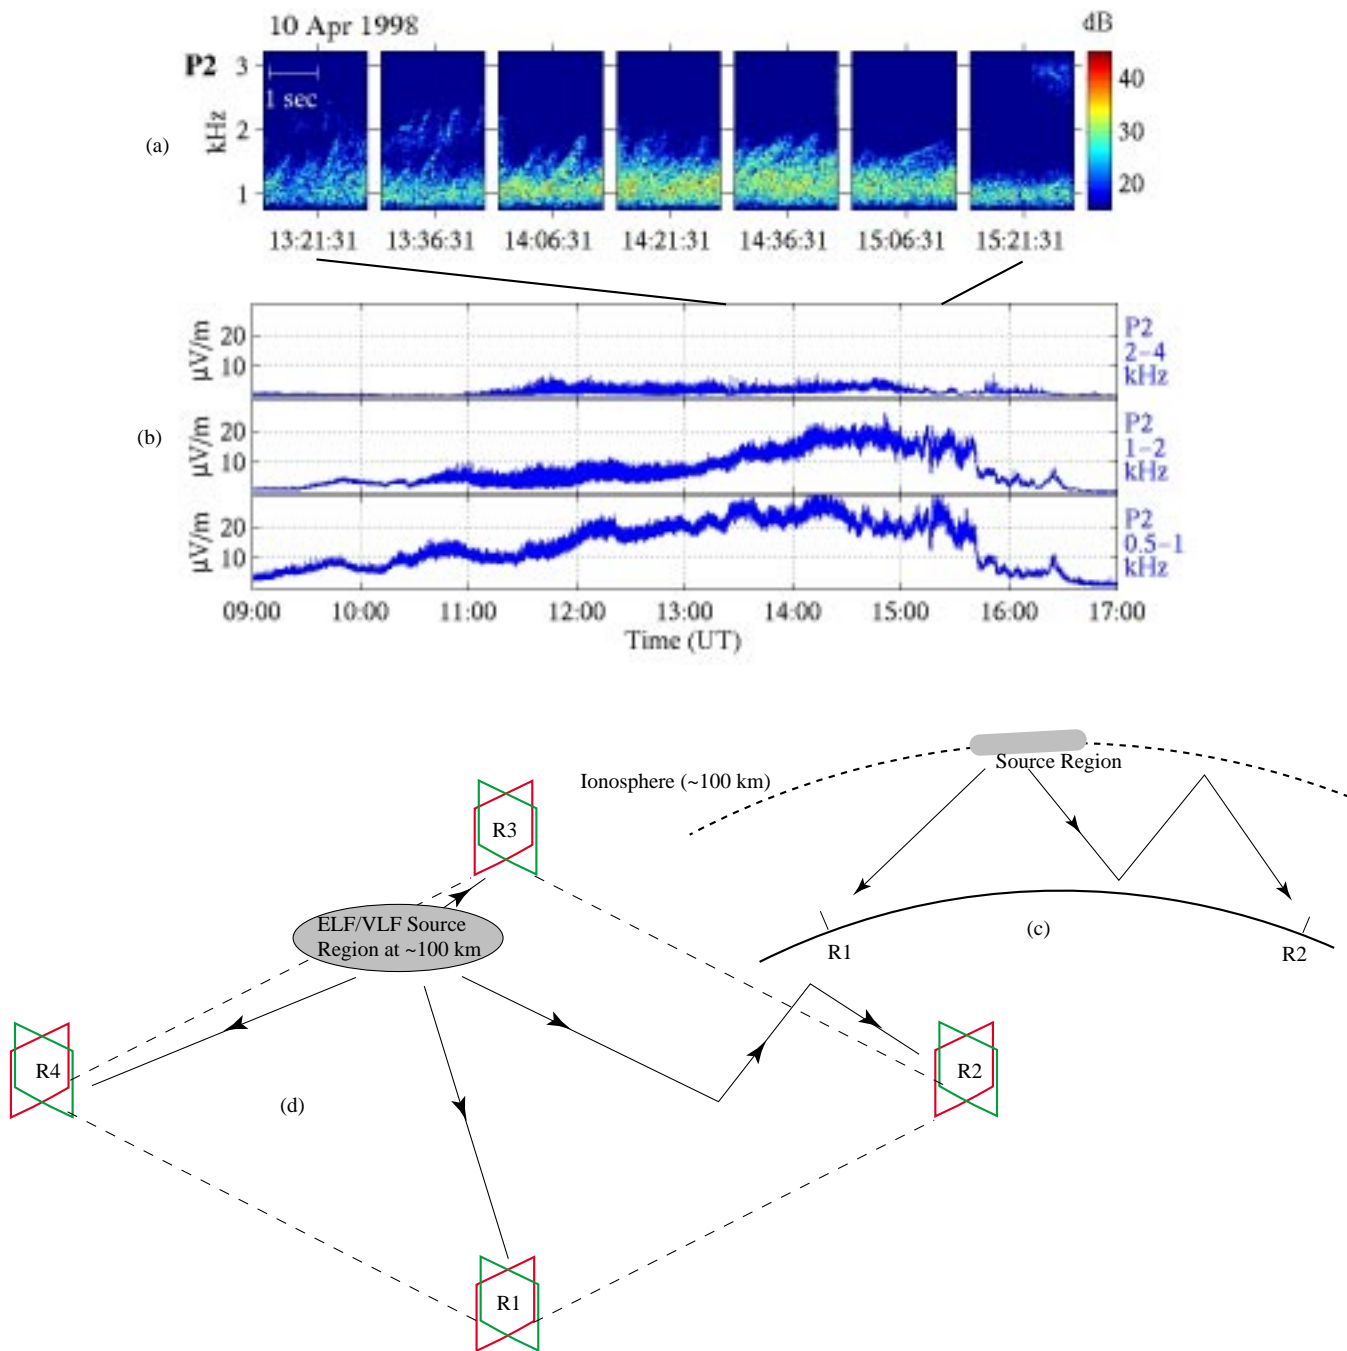 10 Apr 1998
dB
P2
3
2
1
kHz
1 sec
40
30
20
(a)
13:21:31 13:36:31 14:06:31 14:21:31 14:36:31 15:06:31 15:21:31
(b)
μV/m
20
10
P2
2-4
kHz
μV/m
20
10
P2
1-2
kHz
μV/m
20
10
P2
0.5-1
kHz
09:00 10:00 11:00 12:00 13:00 14:00 15:00 16:00 17:00
Time (UT)
Ionosphere (~100 km)
Source Region
R1
(c)
R2
R3
ELF/VLF Source
Region at ~100 km
R4
R2
(d)
R1